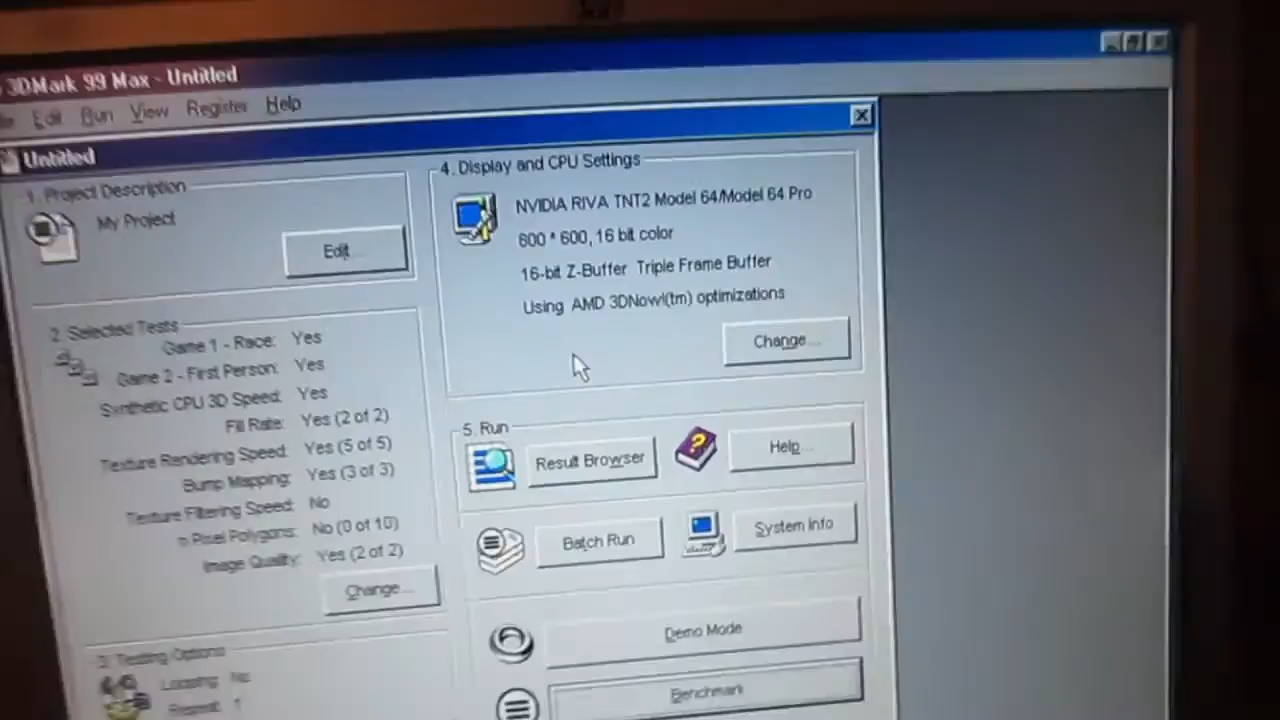 3DMark 99 Max - Untitled
Edit Run View Register Help
Untitled
1. Project Description
My Project
Edit...
2. Selected Tests
Game 1 - Race: Yes
Game 2 - First Person: Yes
Synthetic CPU 3D Speed: Yes
Fill Rate: Yes (2 of 2)
Texture Rendering Speed: Yes (5 of 5)
Bump Mapping: Yes (3 of 3)
Texture Filtering Speed: No
Pixel Polygons: No (0 of 10)
Image Quality: Yes (2 of 2)
Change...
3. Testing Options
Looping: No
Repeat: 1
4. Display and CPU Settings
NVIDIA RIVA TNT2 Model 64/Model 64 Pro
600 * 600, 16 bit color
16-bit Z-Buffer Triple Frame Buffer
Using AMD 3DNow!(tm) optimizations
Change...
5. Run
Result Browser
Help...
Batch Run
System Info
Demo Mode
Benchmark